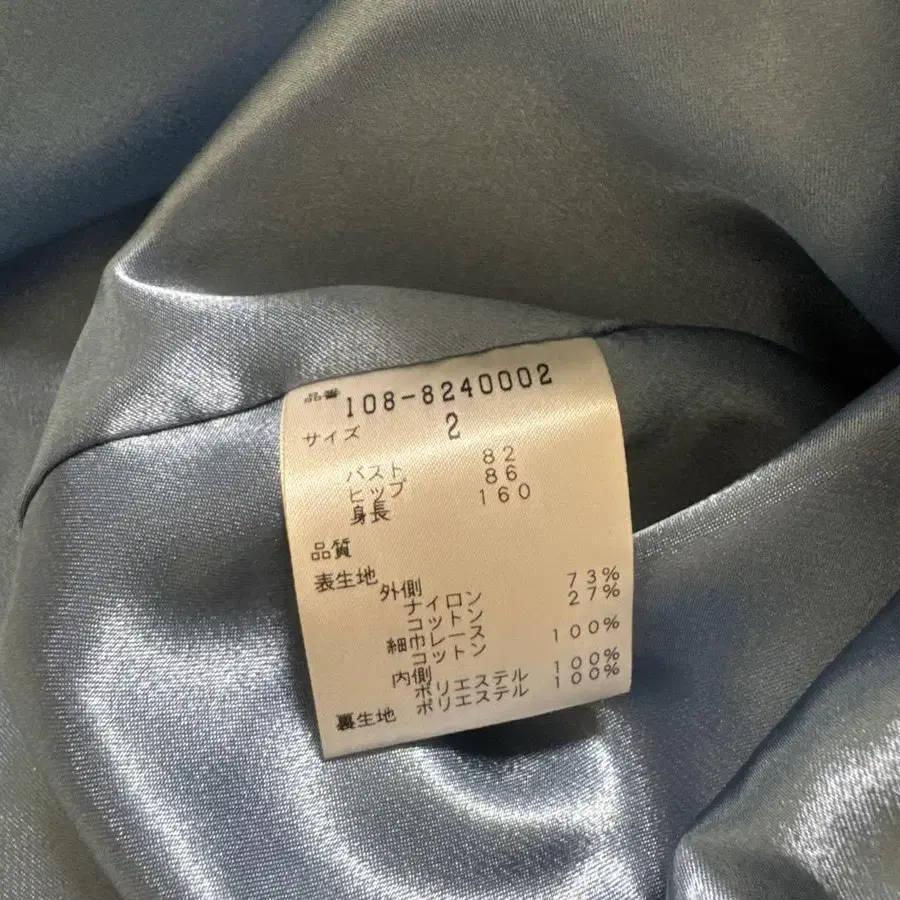 品番 108-8240002
サイズ 2
バスト 82
ヒップ 86
身長 160
品質
表生地
外側
ナイロン 73%
コットン 27%
細巾レース
コットン 100%
内側
ポリエステル 100%
裏生地 ポリエステル 100%